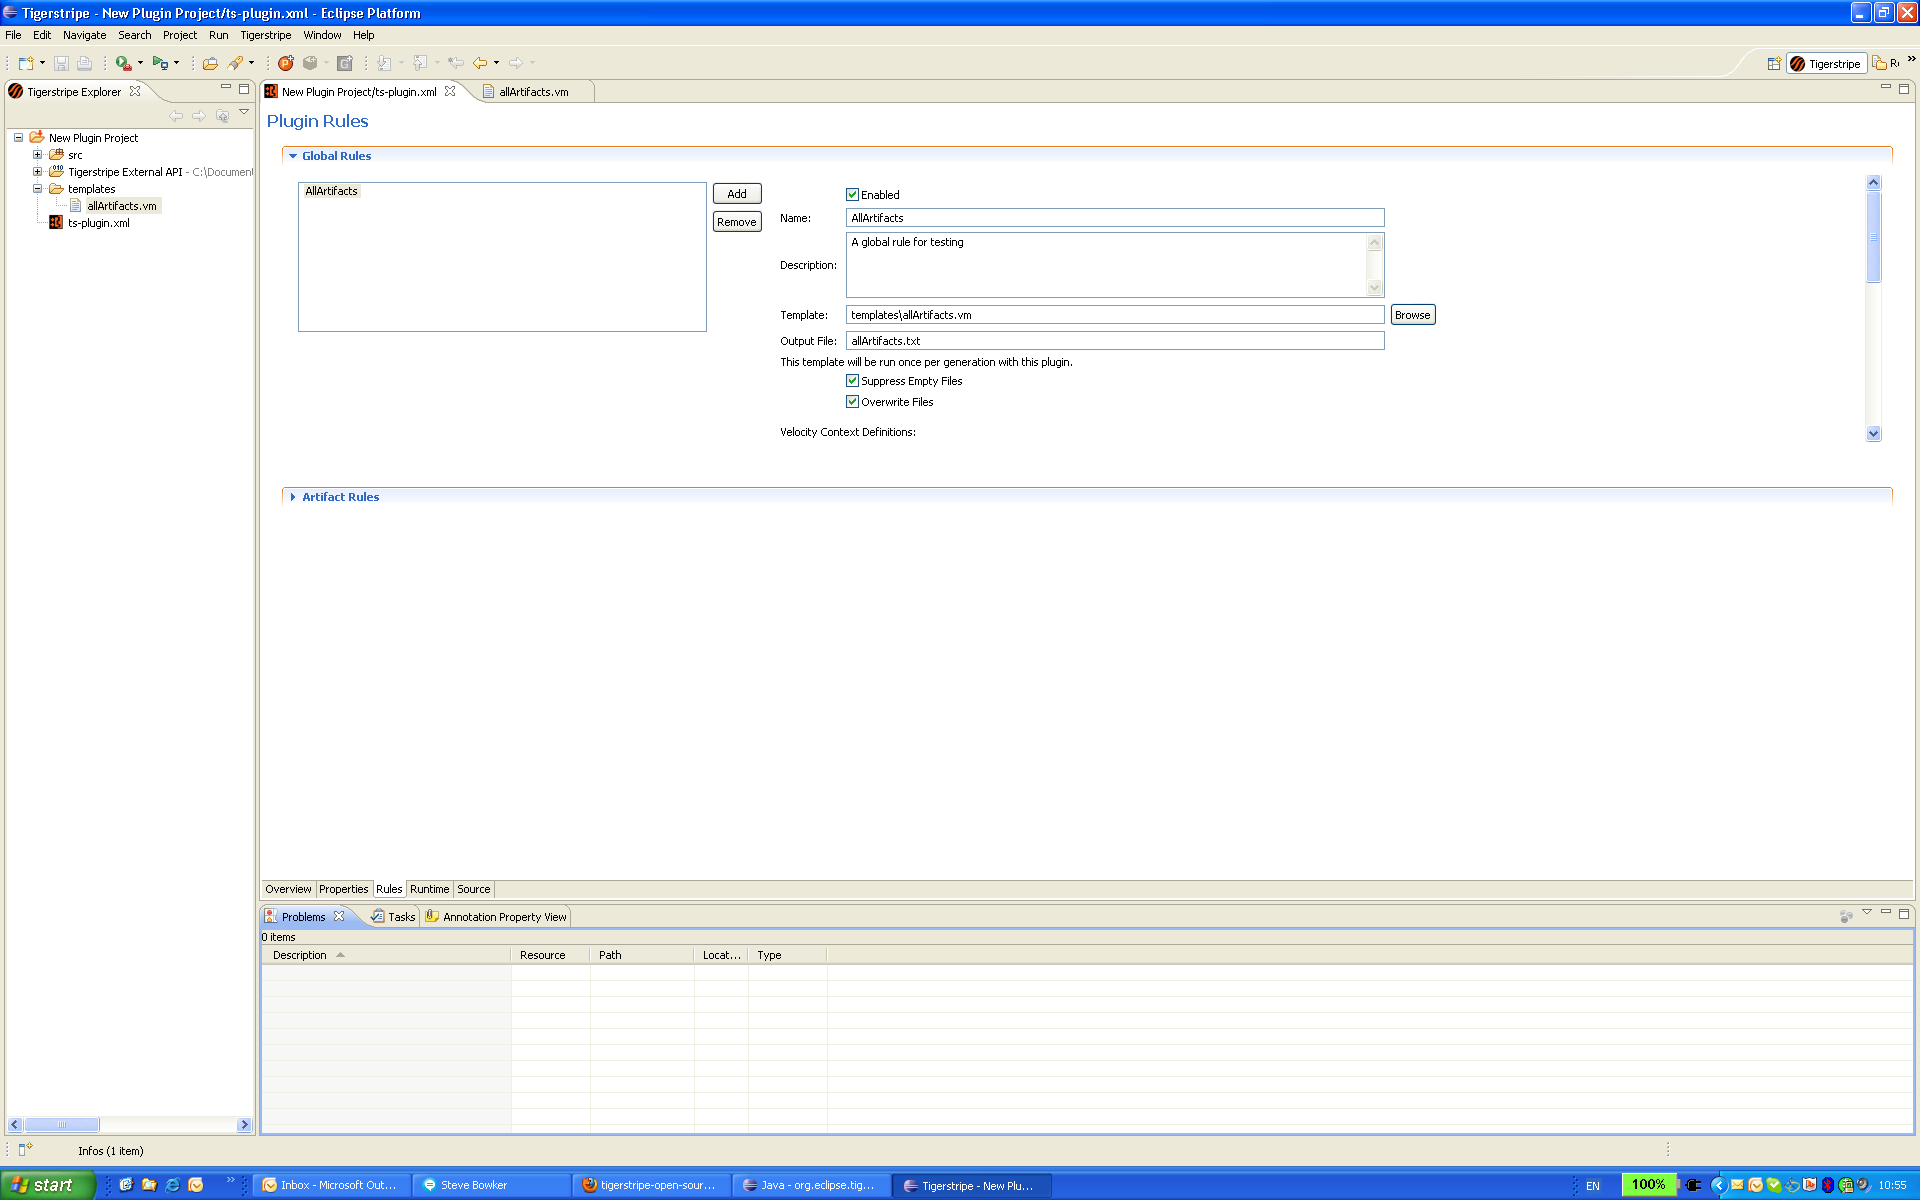 Tigerstripe - New Plugin Project/ts-plugin.xml - Eclipse Platform
File Edit Navigate Search Project Run Tigerstripe Window Help
Tigerstripe
Tigerstripe Explorer
New Plugin Project/ts-plugin.xml
allArtifacts.vm
New Plugin Project
src
Tigerstripe External API - C:\Document
templates
allArtifacts.vm
ts-plugin.xml
Plugin Rules
Global Rules
AllArtifacts
Add
Remove
Enabled
Name: AllArtifacts
Description: A global rule for testing
Template: templates\allArtifacts.vm Browse
Output File: allArtifacts.txt
This template will be run once per generation with this plugin.
Suppress Empty Files
Overwrite Files
Velocity Context Definitions:
Artifact Rules
Overview Properties Rules Runtime Source
Problems Tasks Annotation Property View
0 items
Description Resource Path Locat... Type
Infos (1 item)
start Inbox - Microsoft Out... Steve Bowker tigerstripe-open-sour... Java - org.eclipse.tig... Tigerstripe - New Plu... EN 100% 10:55